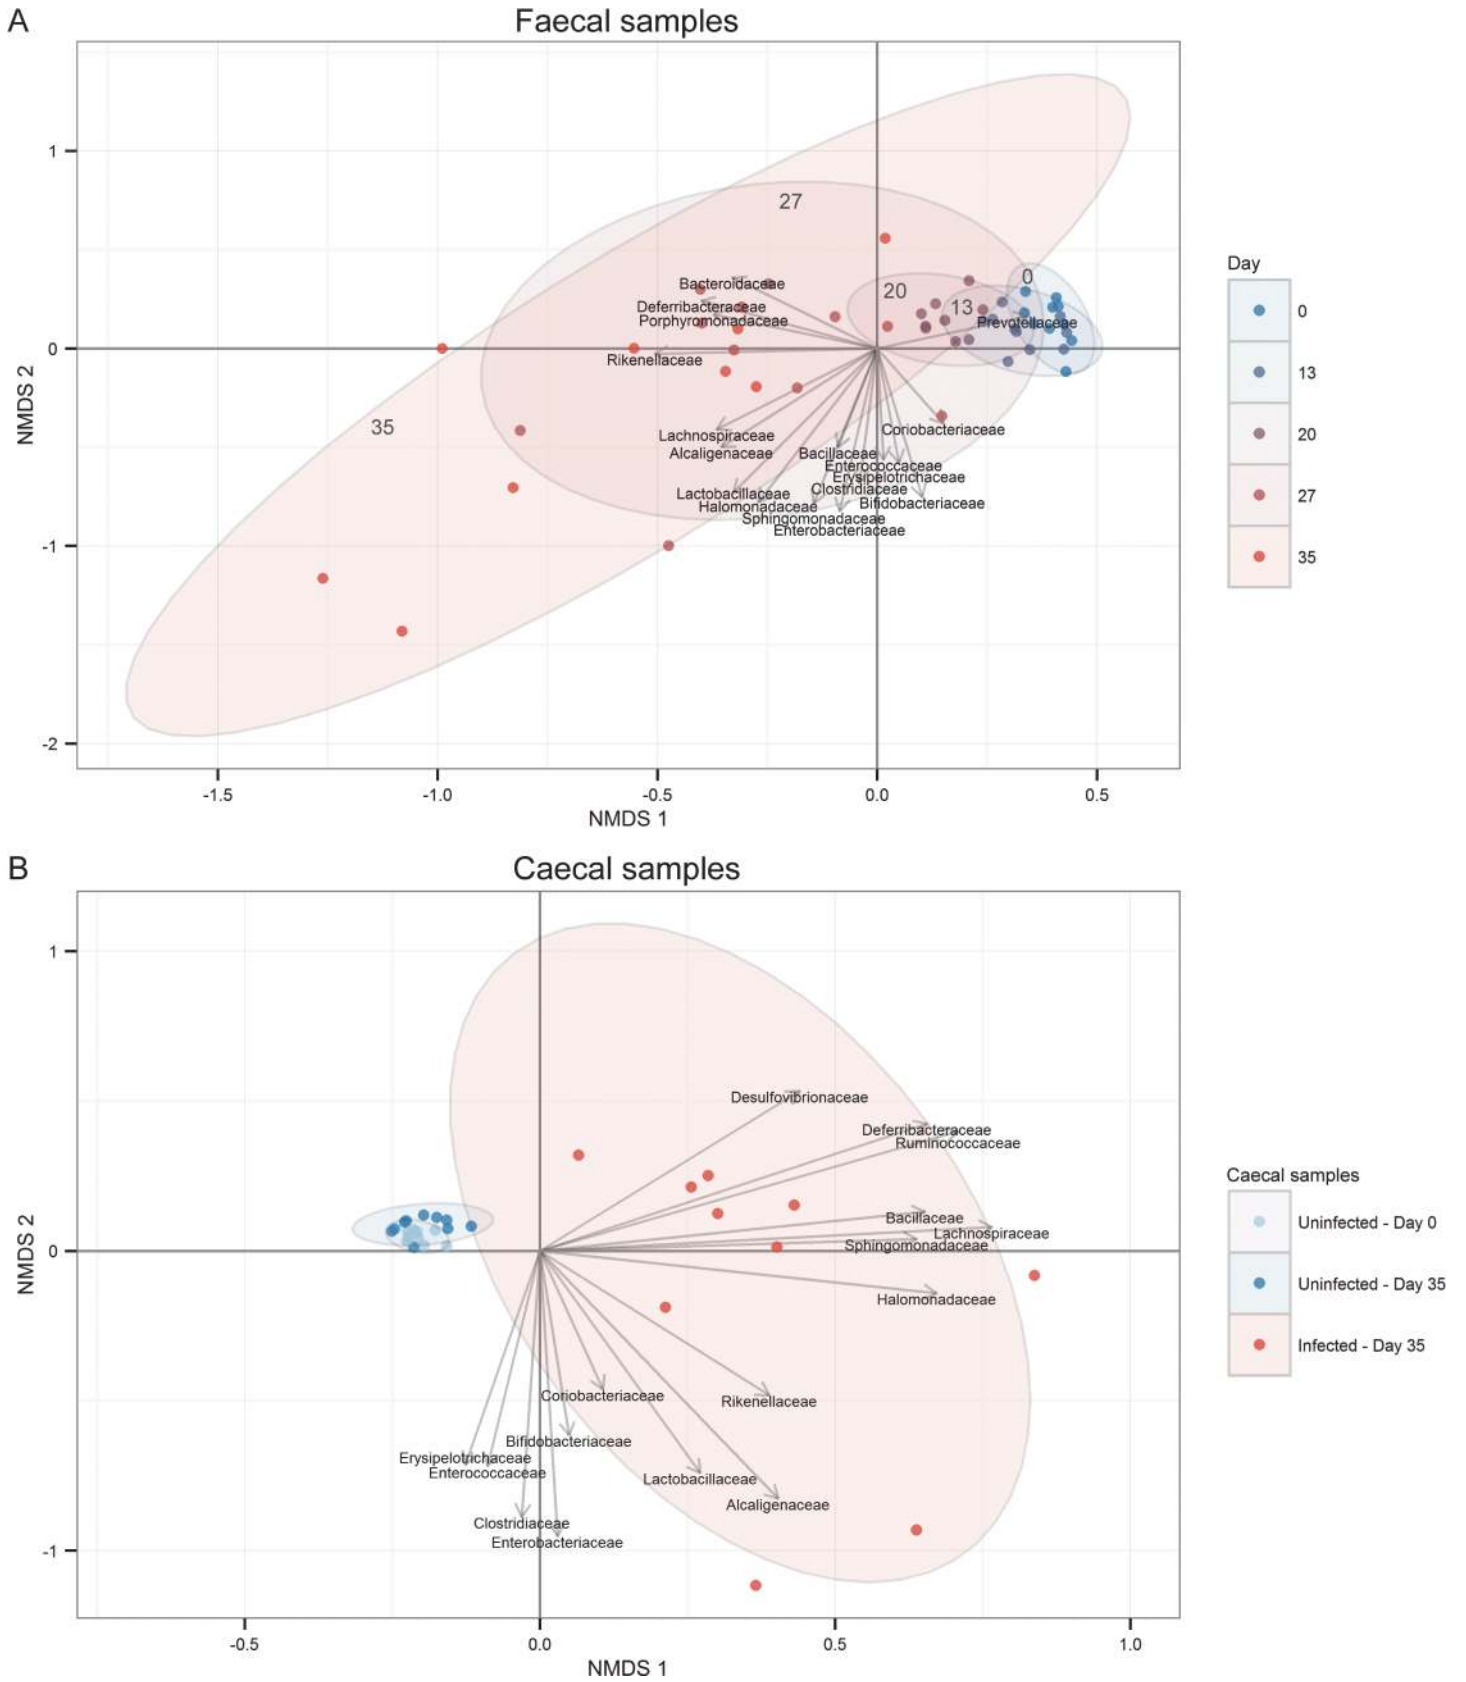 A
Faecal samples
27
0
20
13
35
Bacteroidaceae
Deferribacteraceae
Porphyromonadaceae
Prevotellaceae
Rikenellaceae
Coriobacteriaceae
Lachnospiraceae
Alcaligenaceae
Bacillaceae
Enterococcaceae
Erysipelotrichaceae
Clostridiaceae
Lactobacillaceae
Bifidobacteriaceae
Halomonadaceae
Sphingomonadaceae
Enterobacteriaceae
1
0
-1
-2
NMDS 2
-1.5
-1.0
-0.5
0.0
0.5
NMDS 1
Day
0
13
20
27
35
B
Caecal samples
Desulfovibrionaceae
Deferribacteraceae
Ruminococcaceae
Bacillaceae
Lachnospiraceae
Sphingomonadaceae
Halomonadaceae
Coriobacteriaceae
Rikenellaceae
Bifidobacteriaceae
Erysipelotrichaceae
Enterococcaceae
Lactobacillaceae
Alcaligenaceae
Clostridiaceae
Enterobacteriaceae
1
0
-1
NMDS 2
-0.5
0.0
0.5
1.0
NMDS 1
Caecal samples
Uninfected - Day 0
Uninfected - Day 35
Infected - Day 35